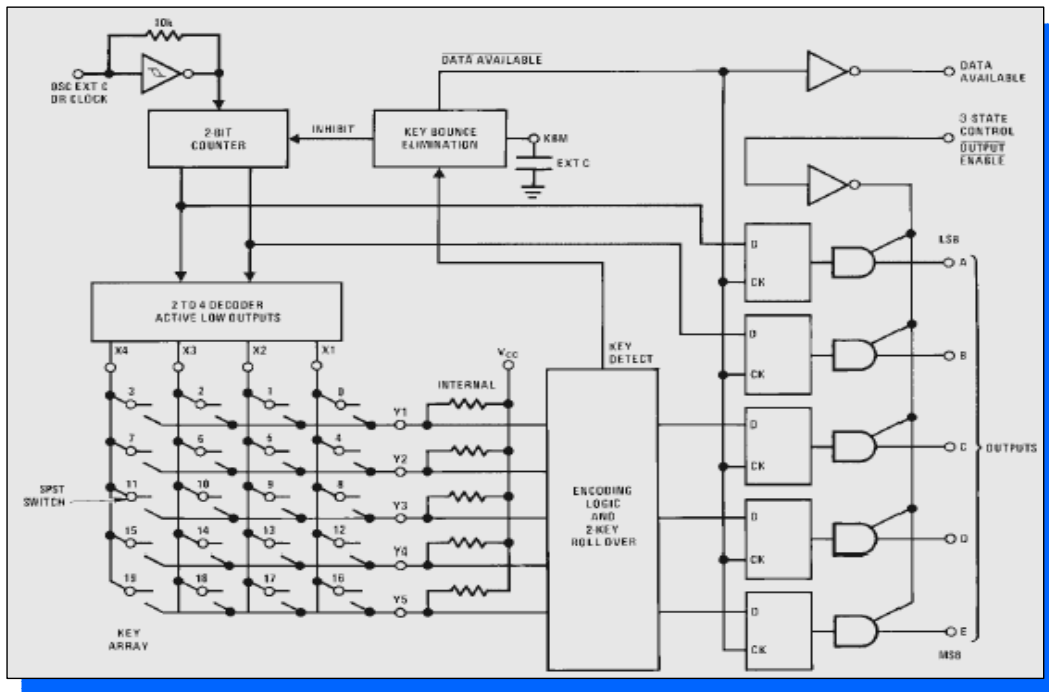 10k
OSC EXT C
OR CLOCK
2-BIT
COUNTER
INHIBIT
DATA AVAILABLE
KEY BOUNCE
ELIMINATION
KBM
EXT C
DATA
AVAILABLE
3-STATE
CONTROL
OUTPUT
ENABLE
2 TO 4 DECODER
ACTIVE LOW OUTPUTS
X4 X3 X2 X1
3 2 1 0
7 6 5 4
11 10 9 8
15 14 13 12
19 18 17 16
Y1
Y2
Y3
Y4
Y5
SPST
SWITCH
KEY
ARRAY
INTERNAL
VCC
KEY
DETECT
ENCODING
LOGIC
AND
2-KEY
ROLL OVER
D
CK
D
CK
D
CK
D
CK
D
CK
LSB
A
B
C
D
E
MSB
OUTPUTS